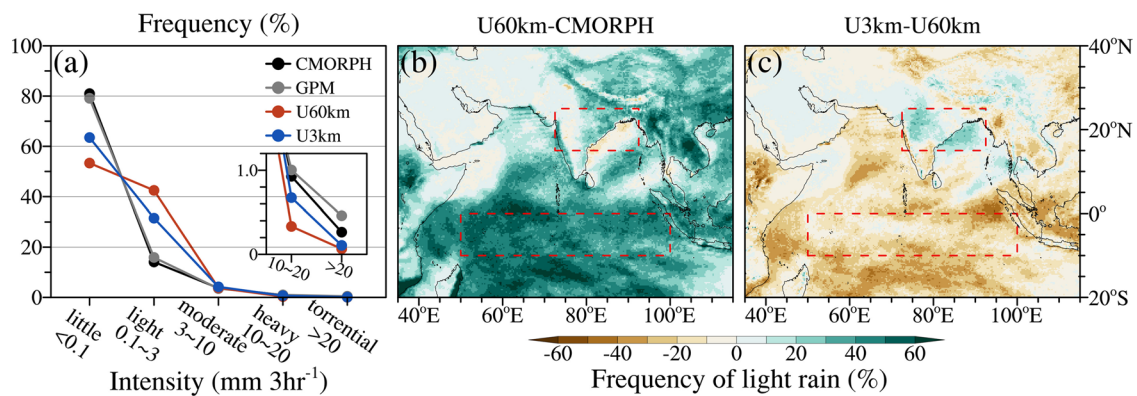 Frequency (%)
U60km-CMORPH
U3km-U60km
(a)
100
80
60
40
20
0
CMORPH
GPM
U60km
U3km
1.0
0
10~20
>20
little
<0.1
light
0.1~3
moderate
3~10
heavy
10~20
torrential
>20
Intensity (mm 3hr⁻¹)
(b)
40°E
60°E
80°E
100°E
(c)
40°E
60°E
80°E
100°E
40°N
20°N
0°
20°S
-60 -40 -20 0 20 40 60
Frequency of light rain (%)